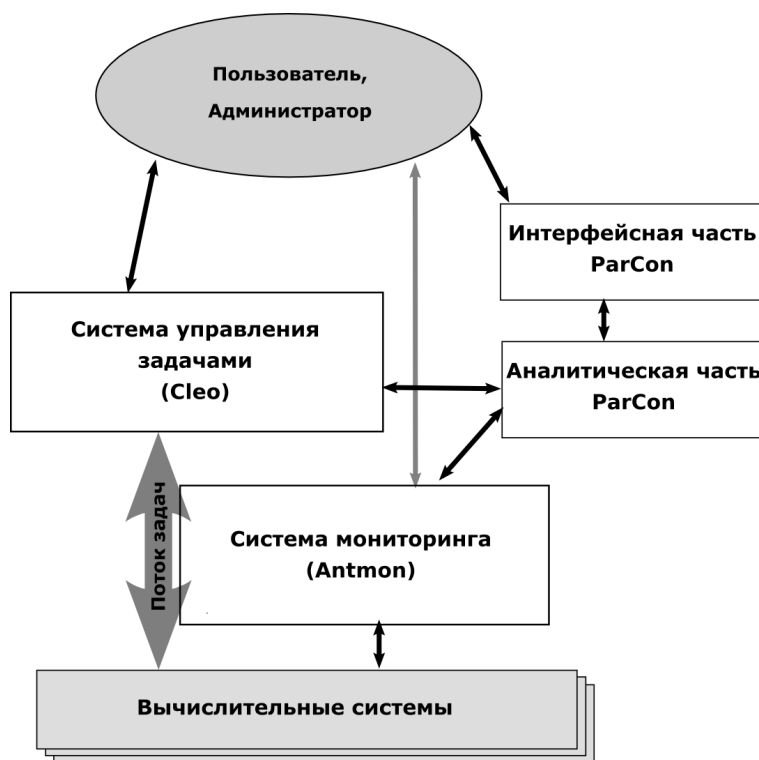 Пользователь,
Администратор
Интерфейсная часть
ParCon
Система управления
задачами
(Cleo)
Аналитическая часть
ParCon
Поток задач
Система мониторинга
(Antmon)
Вычислительные системы